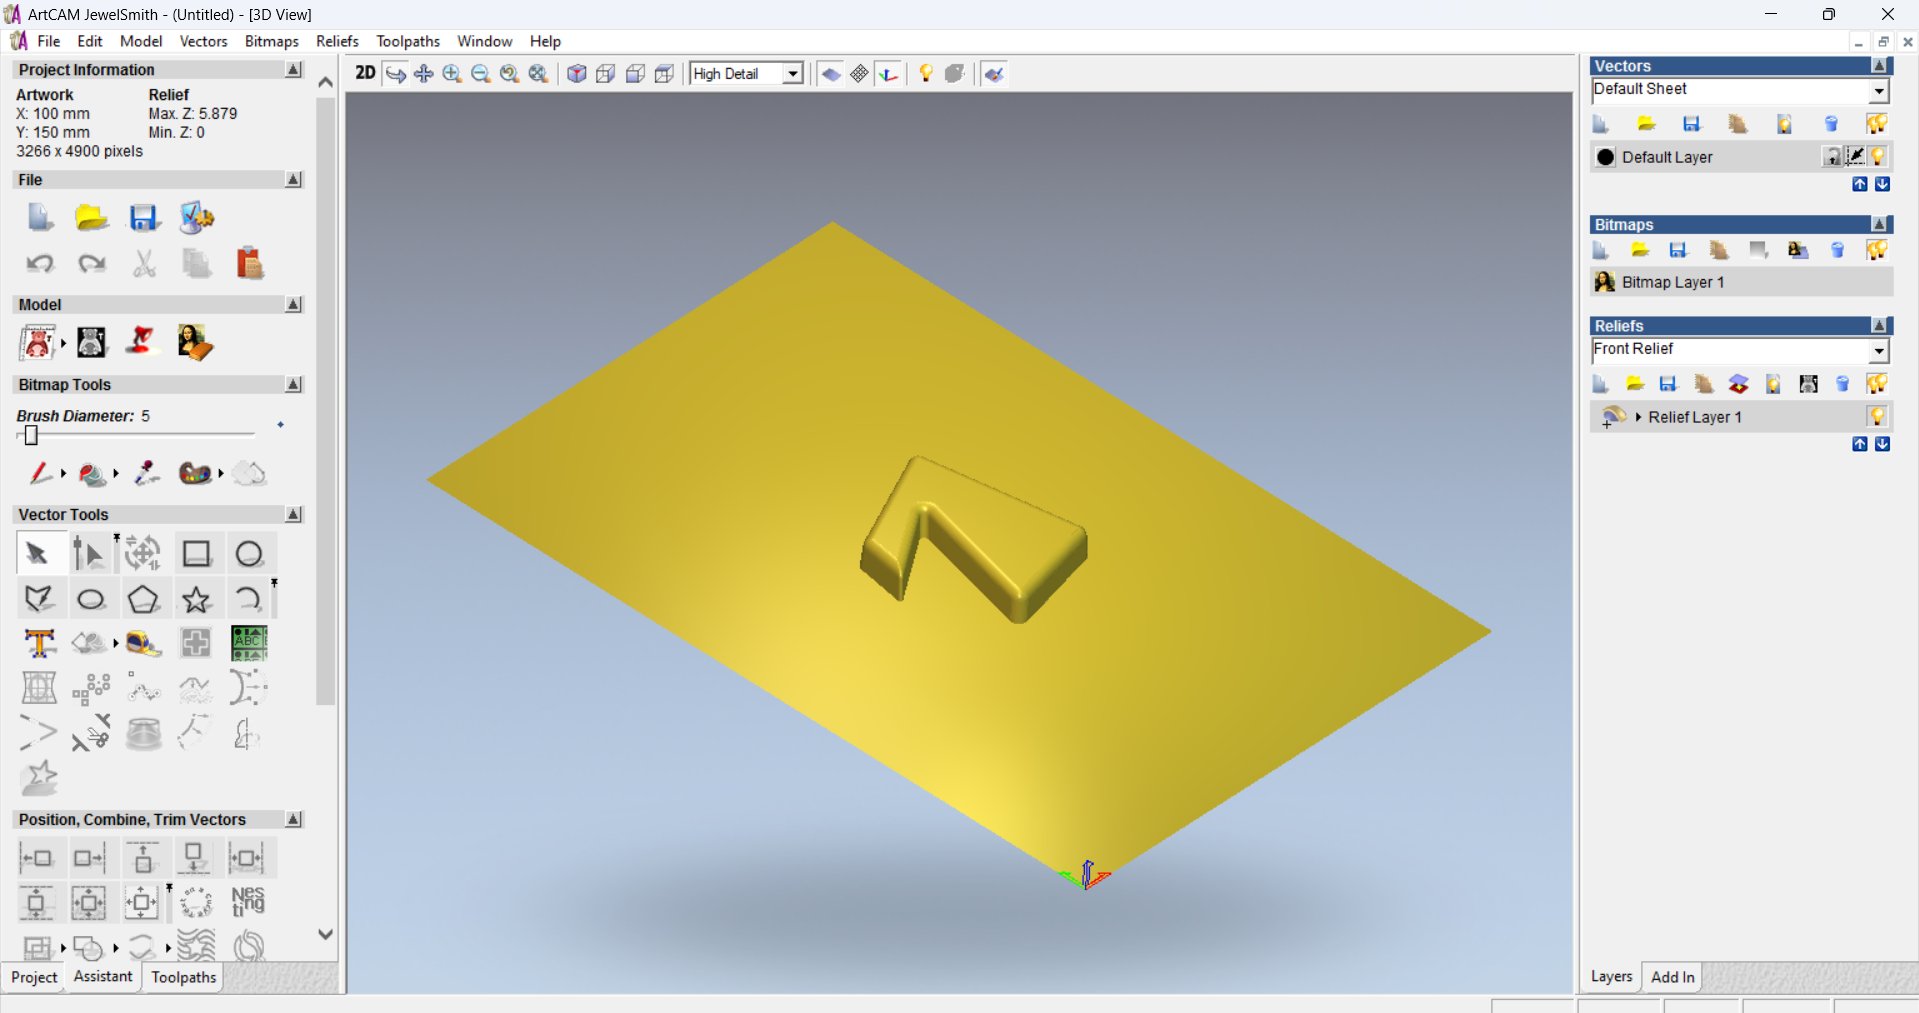 ArtCAM JewelSmith - (Untitled) - [3D View]
File Edit Model Vectors Bitmaps Reliefs Toolpaths Window Help
Project Information
Artwork Relief
X: 100 mm Max. Z: 5.879
Y: 150 mm Min. Z: 0
3266 x 4900 pixels
File
Model
Bitmap Tools
Brush Diameter: 5
Vector Tools
ABC
Position, Combine, Trim Vectors
Nes
ting
Project Assistant Toolpaths
2D High Detail
Vectors
Default Sheet
Default Layer
Bitmaps
Bitmap Layer 1
Reliefs
Front Relief
Relief Layer 1
Layers Add In